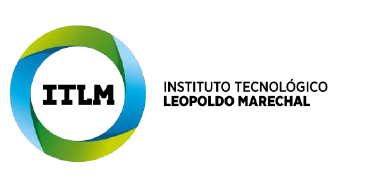 ITLM
INSTITUTO TECNOLÓGICO
LEOPOLDO MARECHAL